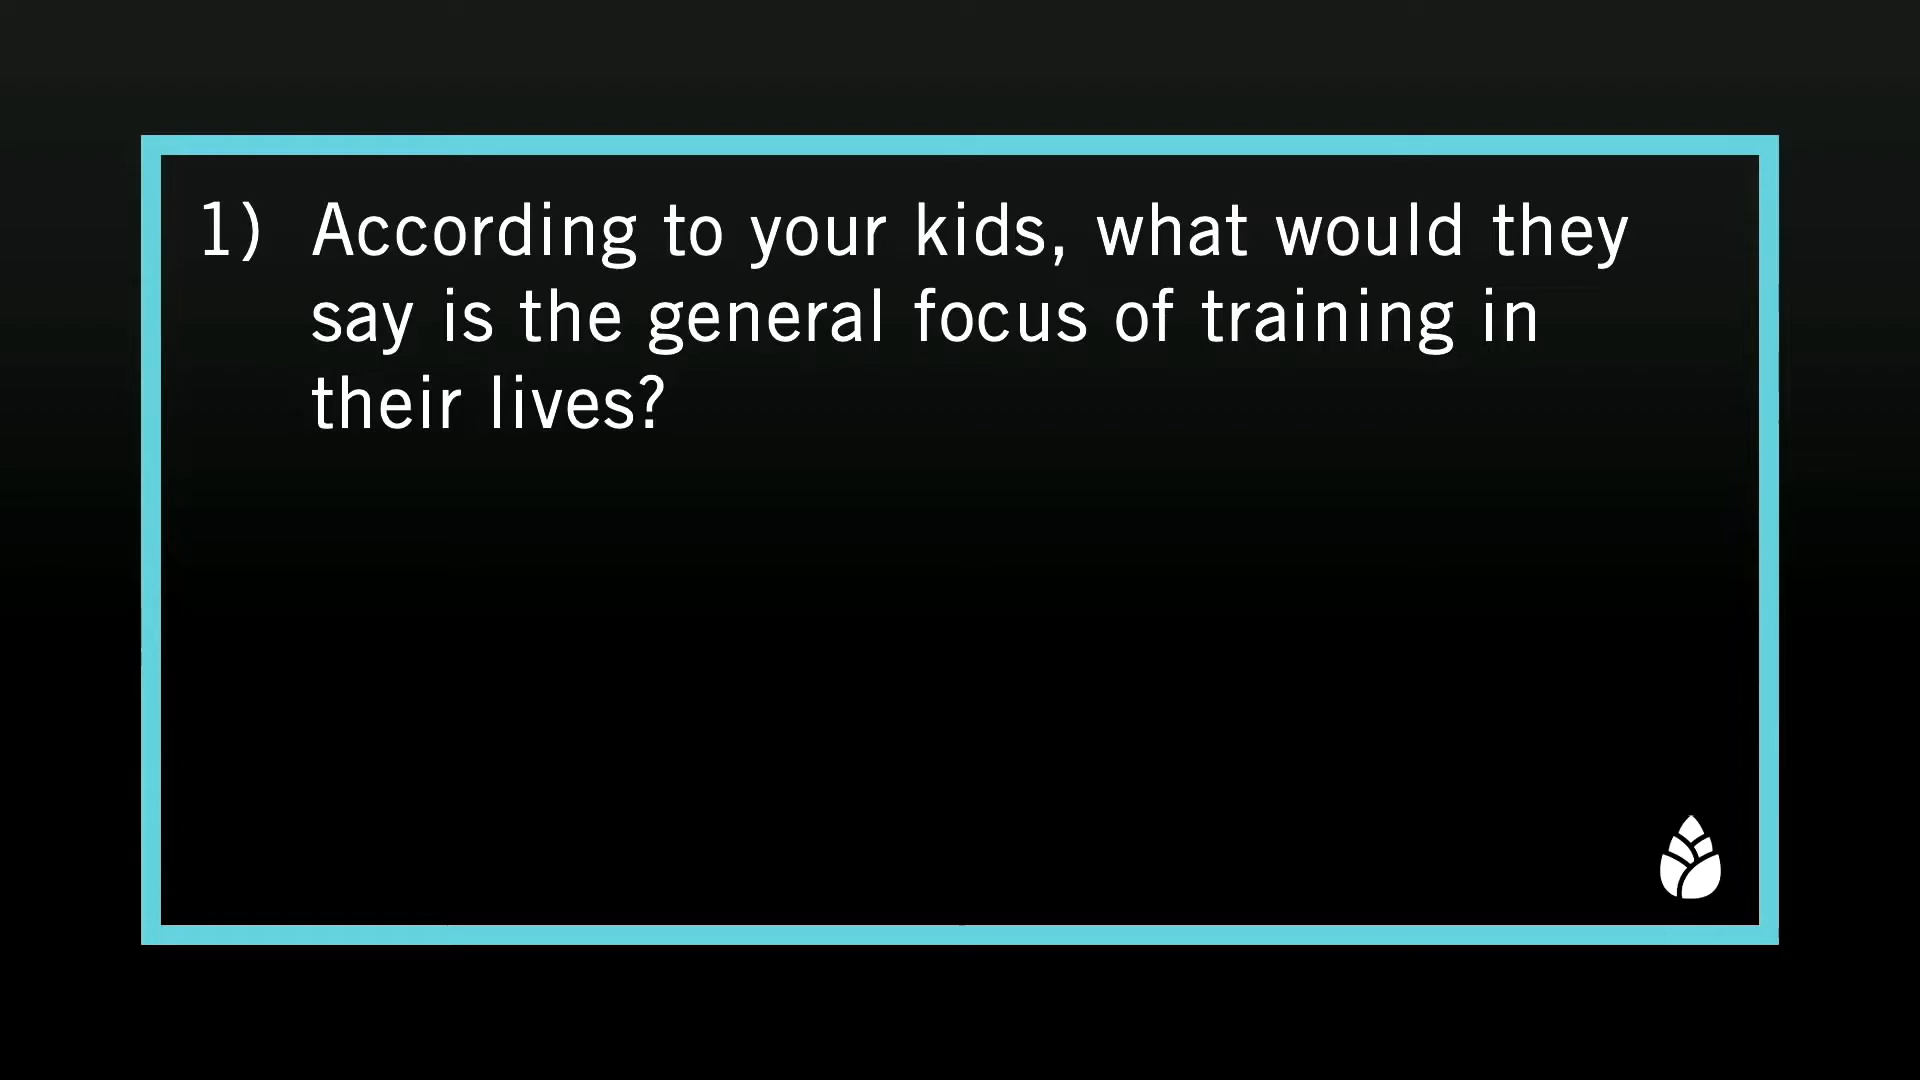 1) According to your kids, what would they
say is the general focus of training in
their lives?